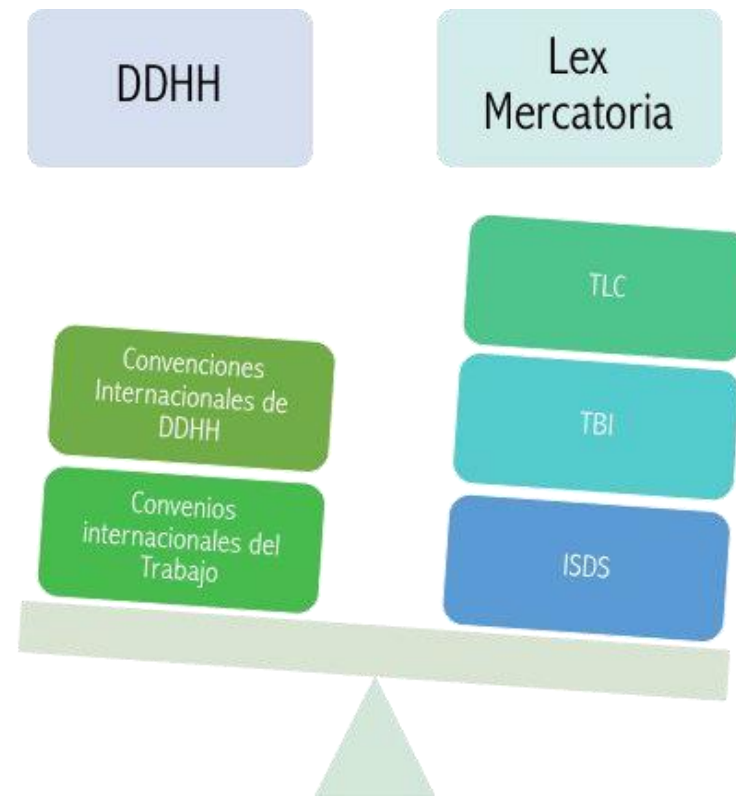 DDHH
Lex
Mercatoria
Convenciones
Internacionales de
DDHH
Convenios
internacionales del
Trabajo
TLC
TBI
ISDS